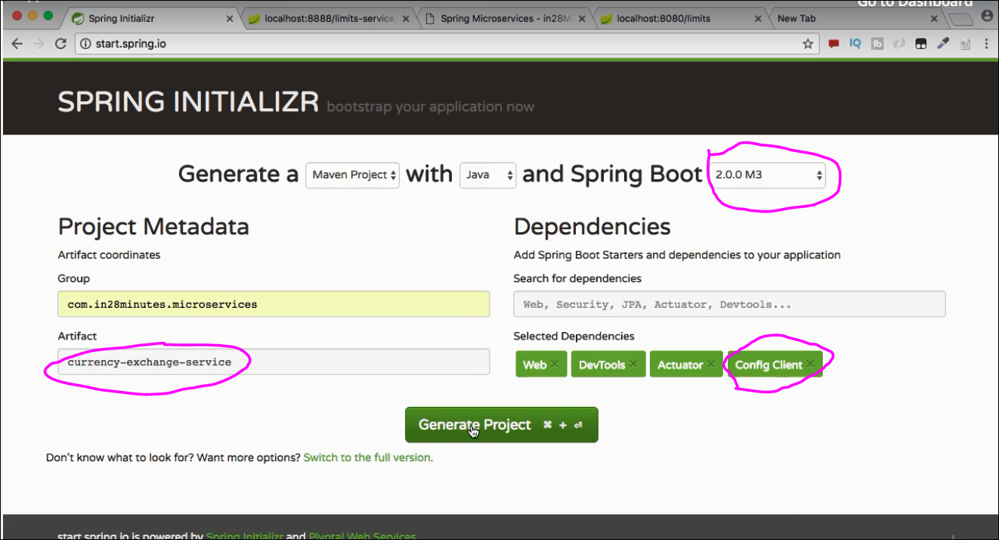 Go to Dashboard
Spring Initializr
localhost:8888/limits-service/
Spring Microservices - in28M
localhost:8080/limits
New Tab
start.spring.io
IQ
SPRING INITIALIZR bootstrap your application now
Generate a Maven Project with Java and Spring Boot 2.0.0 M3
Project Metadata
Artifact coordinates
Group
com.in28minutes.microservices
Artifact
currency-exchange-service
Dependencies
Add Spring Boot Starters and dependencies to your application
Search for dependencies
Web, Security, JPA, Actuator, Devtools...
Selected Dependencies
Web × DevTools × Actuator × Config Client ×
Generate Project ⌘ + ⏎
Don't know what to look for? Want more options? Switch to the full version.
start.spring.io is powered by Spring Initializr and Pivotal Web Services